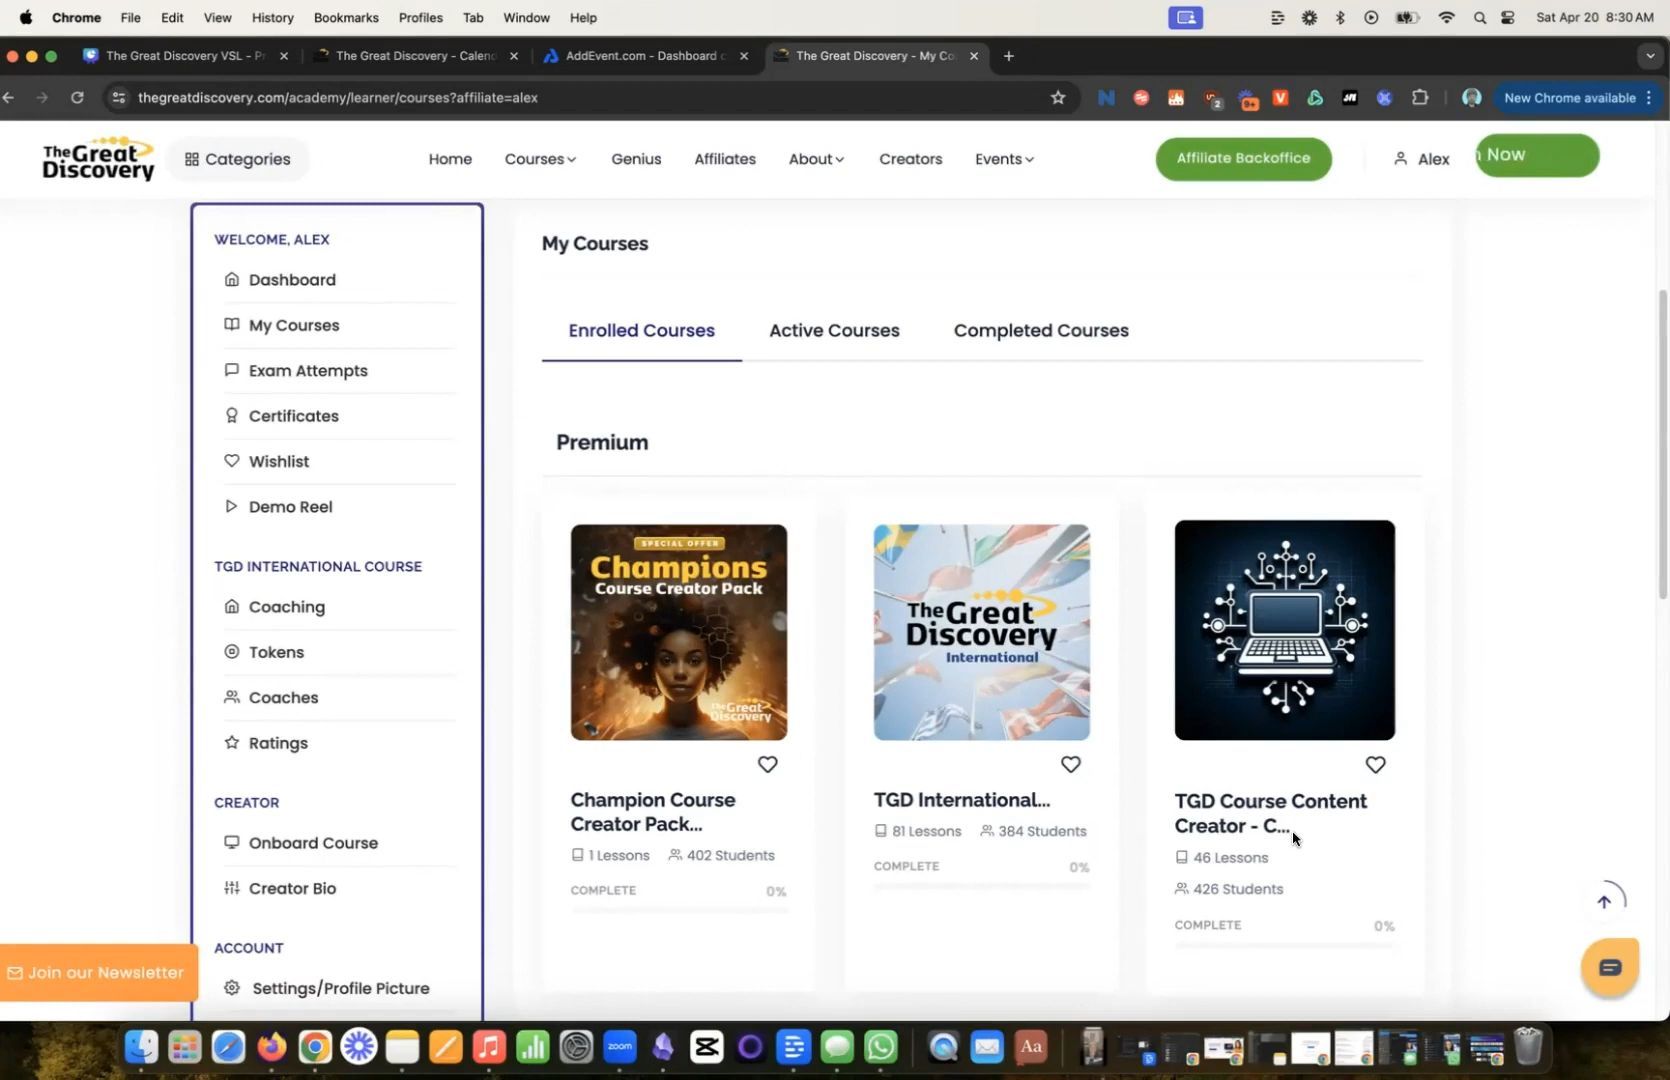 Chrome File Edit View History Bookmarks Profiles Tab Window Help Sat Apr 20 8:30 AM
The Great Discovery VSL - P The Great Discovery - Calend AddEvent.com - Dashboard The Great Discovery - My Co
thegreatdiscovery.com/academy/learner/courses?affiliate=alex New Chrome available
The Great Discovery
Categories Home Courses Genius Affiliates About Creators Events Affiliate Backoffice Alex Now
WELCOME, ALEX
Dashboard
My Courses
Exam Attempts
Certificates
Wishlist
Demo Reel
TGD INTERNATIONAL COURSE
Coaching
Tokens
Coaches
Ratings
CREATOR
Onboard Course
Creator Bio
ACCOUNT
Settings/Profile Picture
Join our Newsletter
My Courses
Enrolled Courses Active Courses Completed Courses
Premium
SPECIAL OFFER
Champions
Course Creator Pack
The Great
Discovery
Champion Course
Creator Pack...
1 Lessons 402 Students
COMPLETE 0%
The Great
Discovery
International
TGD International...
81 Lessons 384 Students
COMPLETE 0%
TGD Course Content
Creator - C...
46 Lessons
426 Students
COMPLETE 0%
zoom
Aa